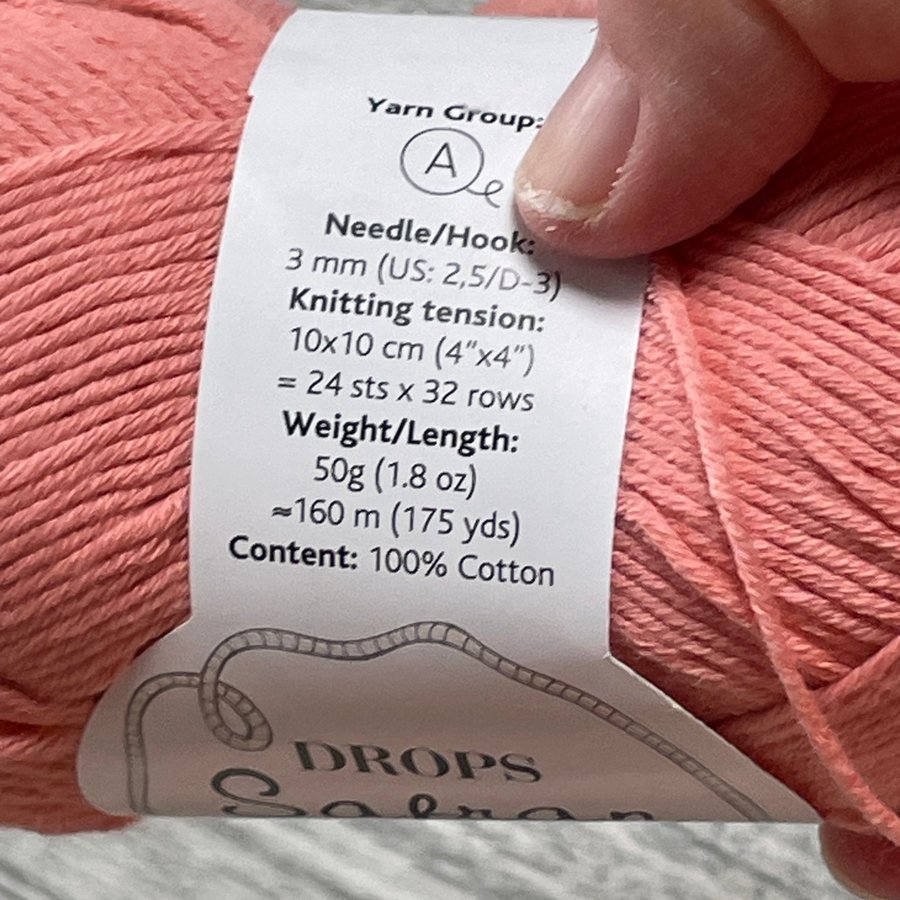 Yarn Group:
A
Needle/Hook:
3 mm (US: 2,5/D-3)
Knitting tension:
10x10 cm (4"x4")
= 24 sts x 32 rows
Weight/Length:
50g (1.8 oz)
≈160 m (175 yds)
Content: 100% Cotton
DROPS
Safran